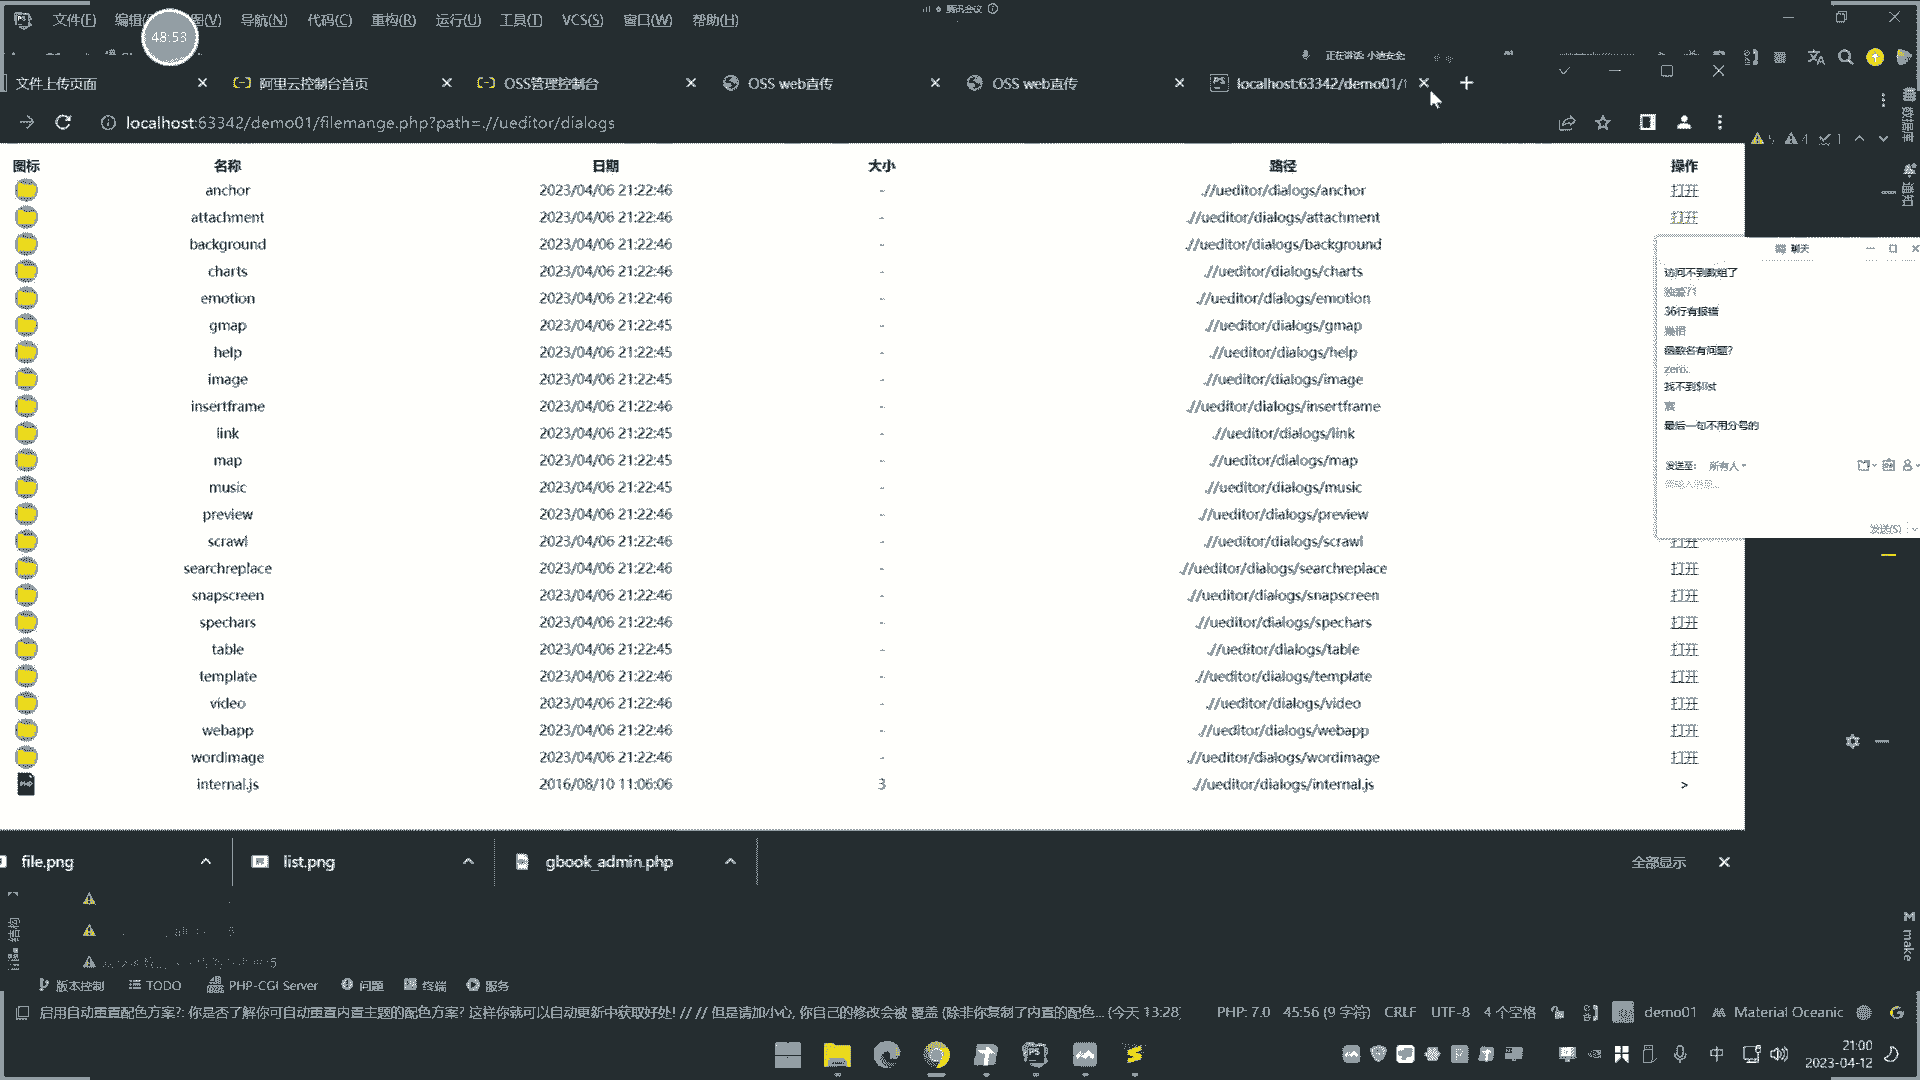 文件(F) 编辑 图(V) 导航(N) 代码(C) 重构(R) 运行(U) 工具(T) VCS(S) 窗口(W) 帮助(H)
腾讯会议
48:53
正在讲话: 小迪安全
文件上传页面 阿里云控制台首页 OSS管理控制台 OSS web直传 OSS web直传 localhost:63342/demo01/
localhost:63342/demo01/filemange.php?path=.//ueditor/dialogs
数据库
通知
图标 名称 日期 大小 路径 操作
anchor 2023/04/06 21:22:46 - .//ueditor/dialogs/anchor 打开
attachment 2023/04/06 21:22:46 - .//ueditor/dialogs/attachment 打开
background 2023/04/06 21:22:46 - .//ueditor/dialogs/background
charts 2023/04/06 21:22:46 - .//ueditor/dialogs/charts
emotion 2023/04/06 21:22:46 - .//ueditor/dialogs/emotion
gmap 2023/04/06 21:22:45 - .//ueditor/dialogs/gmap
help 2023/04/06 21:22:45 - .//ueditor/dialogs/help
image 2023/04/06 21:22:45 - .//ueditor/dialogs/image
insertframe 2023/04/06 21:22:46 - .//ueditor/dialogs/insertframe
link 2023/04/06 21:22:45 - .//ueditor/dialogs/link
map 2023/04/06 21:22:45 - .//ueditor/dialogs/map
music 2023/04/06 21:22:45 - .//ueditor/dialogs/music
preview 2023/04/06 21:22:46 - .//ueditor/dialogs/preview
scrawl 2023/04/06 21:22:46 - .//ueditor/dialogs/scrawl 打开
searchreplace 2023/04/06 21:22:46 - .//ueditor/dialogs/searchreplace 打开
snapscreen 2023/04/06 21:22:46 - .//ueditor/dialogs/snapscreen 打开
spechars 2023/04/06 21:22:46 - .//ueditor/dialogs/spechars 打开
table 2023/04/06 21:22:45 - .//ueditor/dialogs/table 打开
template 2023/04/06 21:22:46 - .//ueditor/dialogs/template 打开
video 2023/04/06 21:22:46 - .//ueditor/dialogs/video 打开
webapp 2023/04/06 21:22:46 - .//ueditor/dialogs/webapp 打开
wordimage 2023/04/06 21:22:46 - .//ueditor/dialogs/wordimage 打开
internal.js 2016/08/10 11:06:06 3 .//ueditor/dialogs/internal.js >
聊天
访问不到数组了
36行有报错
函数名有问题?
zero.
找不到$list
最后一句不用分号的
发送至: 所有人
发送(S)
file.png list.png gbook_admin.php 全部显示
结构
make
版本控制 TODO PHP-CGI Server 问题 终端 服务
启用自动重置配色方案?: 你是否了解你可自动重置内置主题的配色方案? 这样你就可以自动更新中获取好处! // // 但是请加小心, 你自己的修改会被 覆盖 (除非你复制了内置的配色... (今天 13:28) PHP: 7.0 45:56 (9 字符) CRLF UTF-8 4 个空格 demo01 Material Oceanic
中 21:00
2023-04-12